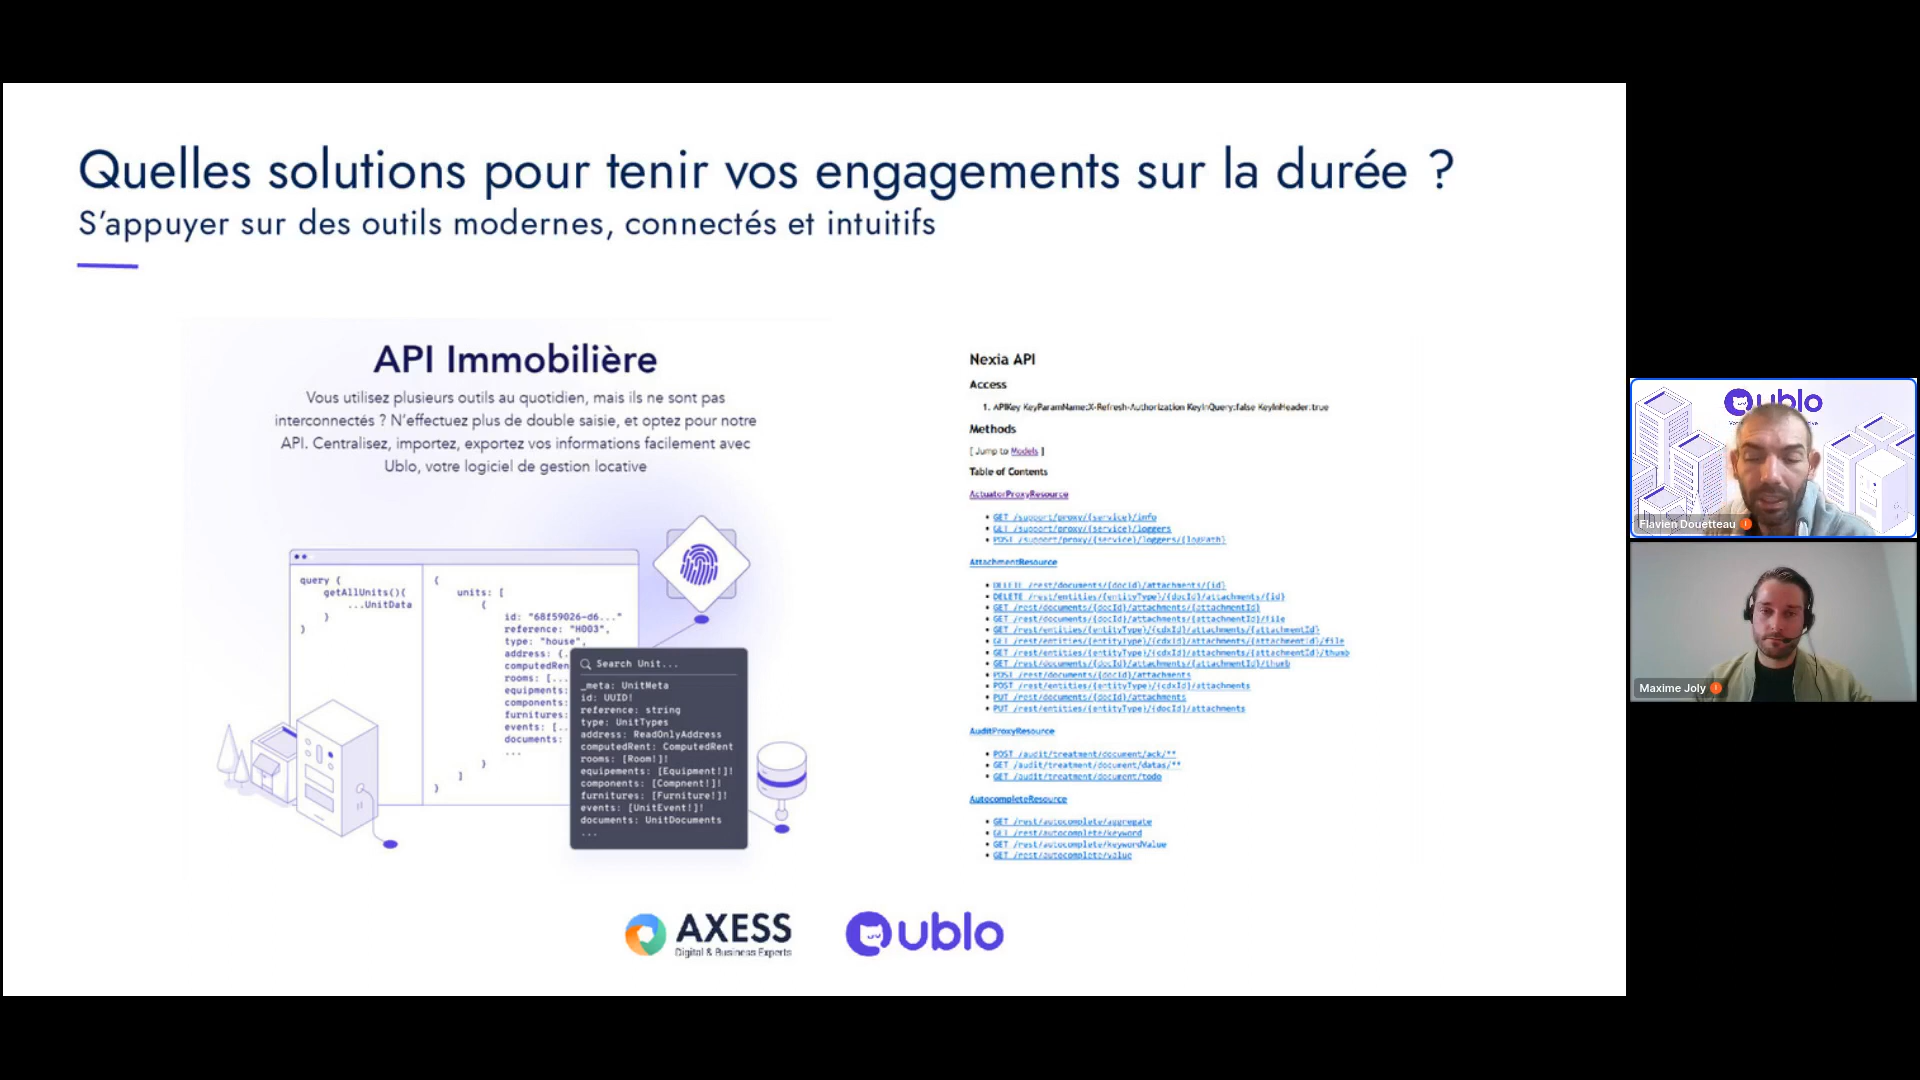 Quelles solutions pour tenir vos engagements sur la durée ?
S'appuyer sur des outils modernes, connectés et intuitifs
API Immobilière
Vous utilisez plusieurs outils au quotidien, mais ils ne sont pas
interconnectés ? N'effectuez plus de double saisie, et optez pour notre
API. Centralisez, importez, exportez vos informations facilement avec
Ublo, votre logiciel de gestion locative
query {
getAllUnits(){
...UnitData
}
}
{
units: [
{
id: "68f59026-d6..."
reference: "H003",
type: "house",
address: {.
computedRen
rooms: [...
equipments:
components:
furnitures:
events: [..
documents:
...
}
]
}
Search Unit...
_meta: UnitMeta
id: UUID!
reference: string
type: UnitTypes
address: ReadOnlyAddress
computedRent: ComputedRent
rooms: [Room!]!
equipements: [Equipment!]!
components: [Compnent!]!
furnitures: [Furniture!]!
events: [UnitEvent!]!
documents: UnitDocuments
...
Nexia API
Access
1. APIKey KeyParamName:X-Refresh-Authorization KeyInQuery:false KeyInHeader:true
Methods
[ Jump to Models ]
Table of Contents
ActuatorProxyResource
• GET /support/proxy/{service}/info
• GET /support/proxy/{service}/loggers
• POST /support/proxy/{service}/loggers/{logPath}
AttachmentResource
• DELETE /rest/documents/{docId}/attachments/{id}
• DELETE /rest/entities/{entityType}/{docId}/attachments/{id}
• GET /rest/documents/{docId}/attachments/{attachmentId}
• GET /rest/documents/{docId}/attachments/{attachmentId}/file
• GET /rest/entities/{entityType}/{cdxId}/attachments/{attachmentId}
• GET /rest/entities/{entityType}/{cdxId}/attachments/{attachmentId}/file
• GET /rest/entities/{entityType}/{cdxId}/attachments/{attachmentId}/thumb
• GET /rest/documents/{docId}/attachments/{attachmentId}/thumb
• POST /rest/documents/{docId}/attachments
• POST /rest/entities/{entityType}/{cdxId}/attachments
• PUT /rest/documents/{docId}/attachments
• PUT /rest/entities/{entityType}/{docId}/attachments
AuditProxyResource
• POST /audit/treatment/document/ack/**
• GET /audit/treatment/document/datas/**
• GET /audit/treatment/document/todo
AutocompleteResource
• GET /rest/autocomplete/aggregate
• GET /rest/autocomplete/keyword
• GET /rest/autocomplete/keywordValue
• GET /rest/autocomplete/value
AXESS
Digital & Business Experts
ublo
ublo
Flavien Douetteau
Maxime Joly